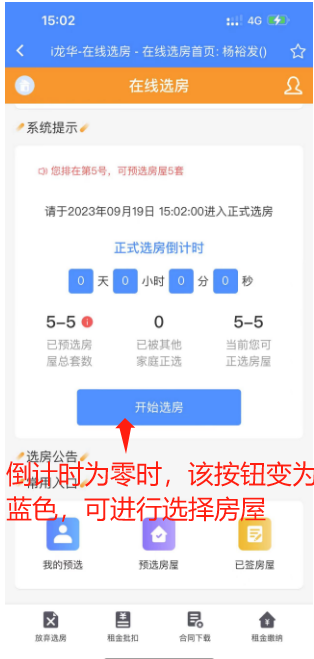 15:02
4G
i龙华-在线选房 - 在线选房首页: 杨裕发()
在线选房
系统提示
您排在第5号，可预选房屋5套
请于2023年09月19日 15:02:00进入正式选房
正式选房倒计时
0 天 0 小时 0 分 0 秒
5-5 0 5-5
已预选房 已被其他 当前您可
屋总套数 家庭正选 正选房屋
开始选房
选房公告
倒计时为零时，该按钮变为
常用入口
蓝色，可进行选择房屋
我的预选 预选房屋 已签房屋
放弃选房 租金批扣 合同下载 租金缴纳